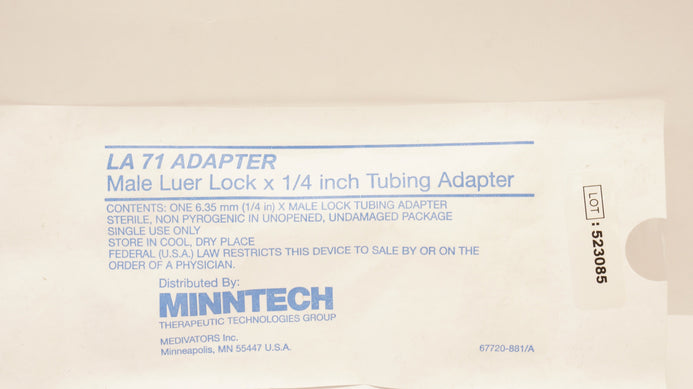 LA 71 ADAPTER
Male Luer Lock x 1/4 inch Tubing Adapter
CONTENTS: ONE 6.35 mm (1/4 in) X MALE LOCK TUBING ADAPTER
STERILE, NON PYROGENIC IN UNOPENED, UNDAMAGED PACKAGE
SINGLE USE ONLY
STORE IN COOL, DRY PLACE
FEDERAL (U.S.A.) LAW RESTRICTS THIS DEVICE TO SALE BY OR ON THE
ORDER OF A PHYSICIAN.
Distributed By:
MINNTECH
THERAPEUTIC TECHNOLOGIES GROUP
MEDIVATORS Inc.
Minneapolis, MN 55447 U.S.A.
67720-881/A
LOT : 523085